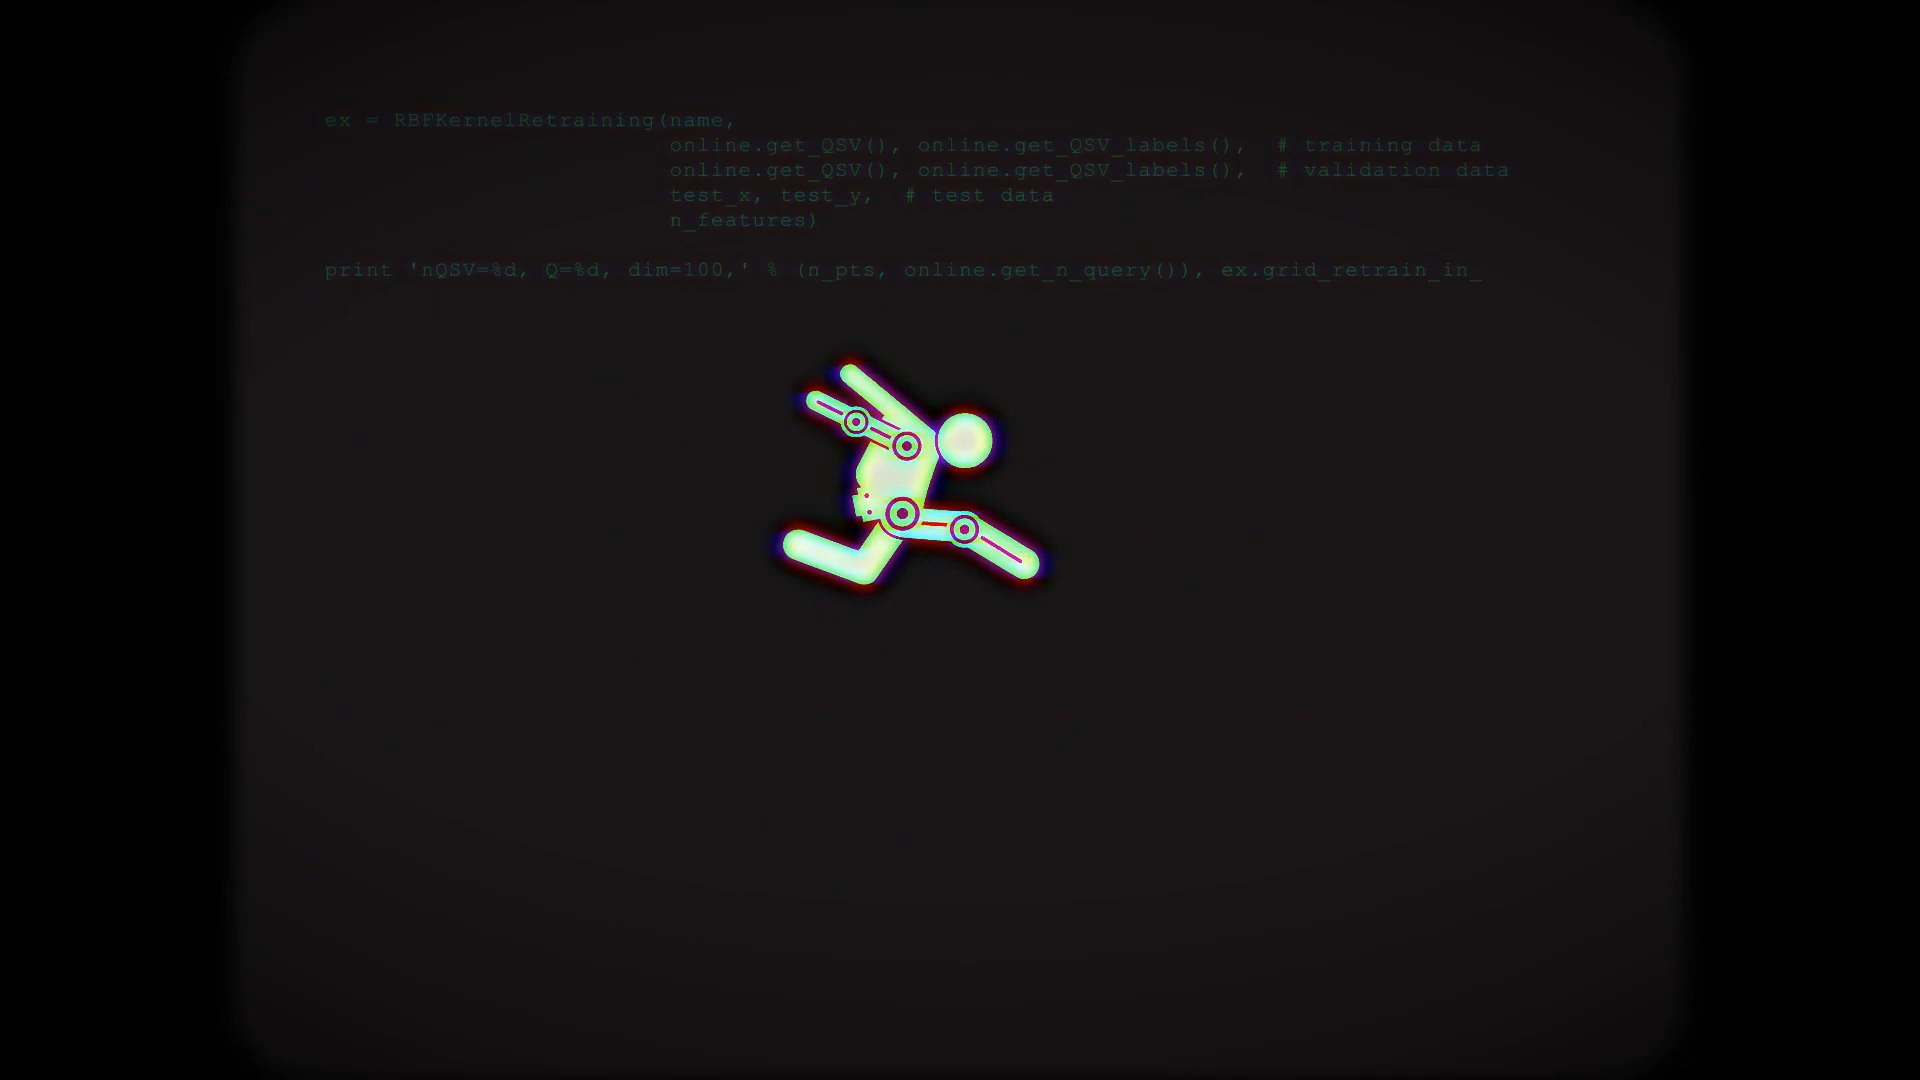 ex = RBFKernelRetraining(name,
online.get_QSV(), online.get_QSV_labels(),  # training data
online.get_QSV(), online.get_QSV_labels(),  # validation data
test_x, test_y,  # test data
n_features)
print 'nQSV=%d, Q=%d, dim=100,' % (n_pts, online.get_n_query()), ex.grid_retrain_in_